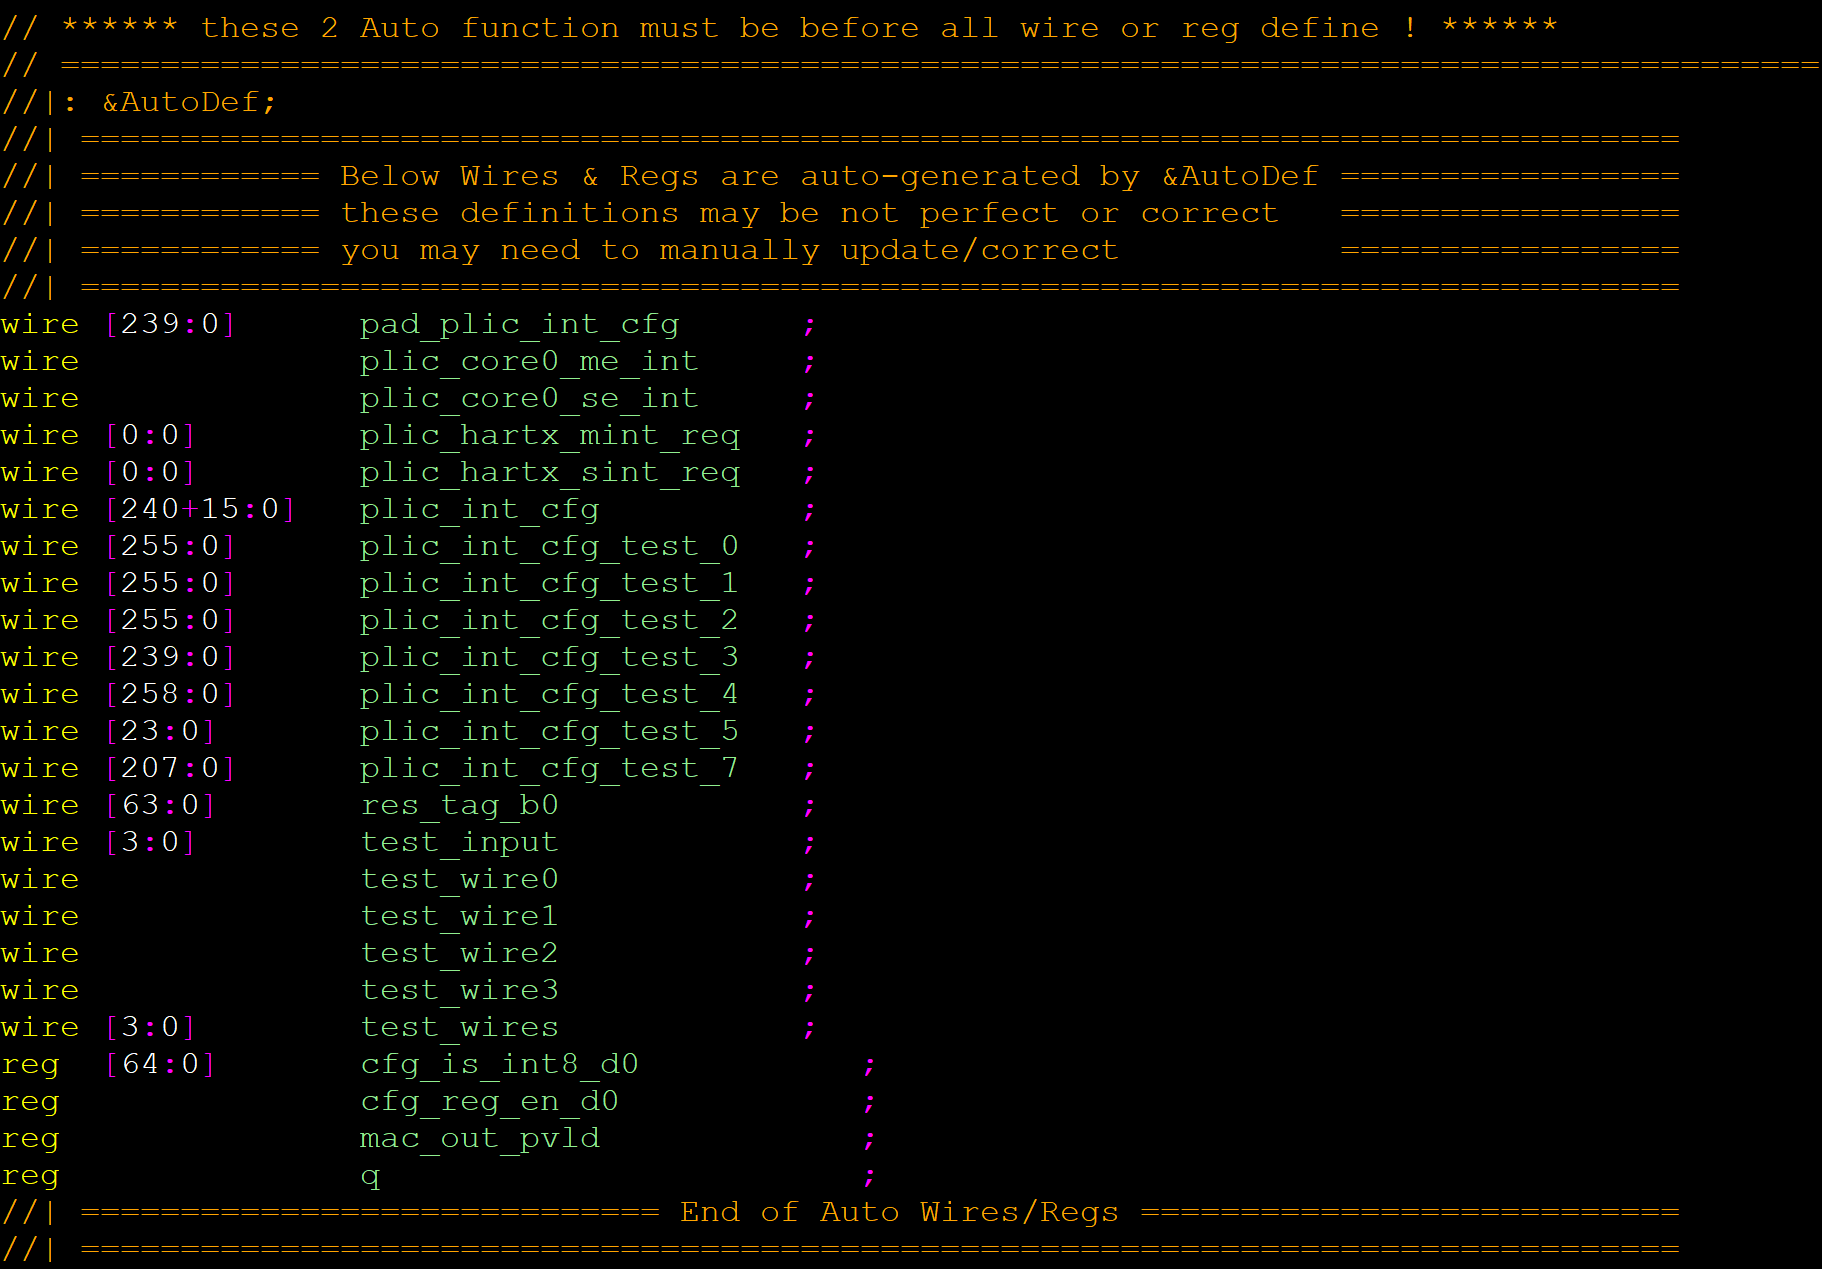 // ****** these 2 Auto function must be before all wire or reg define ! ******
// ========================================================================================
//|: &AutoDef;
//| ================================================================================
//| ============ Below Wires & Regs are auto-generated by &AutoDef =================
//| ============ these definitions may be not perfect or correct   =================
//| ============ you may need to manually update/correct           =================
//| ================================================================================
wire [239:0]      pad_plic_int_cfg      ;
wire              plic_core0_me_int     ;
wire              plic_core0_se_int     ;
wire [0:0]        plic_hartx_mint_req   ;
wire [0:0]        plic_hartx_sint_req   ;
wire [240+15:0]   plic_int_cfg          ;
wire [255:0]      plic_int_cfg_test_0   ;
wire [255:0]      plic_int_cfg_test_1   ;
wire [255:0]      plic_int_cfg_test_2   ;
wire [239:0]      plic_int_cfg_test_3   ;
wire [258:0]      plic_int_cfg_test_4   ;
wire [23:0]       plic_int_cfg_test_5   ;
wire [207:0]      plic_int_cfg_test_7   ;
wire [63:0]       res_tag_b0            ;
wire [3:0]        test_input            ;
wire              test_wire0            ;
wire              test_wire1            ;
wire              test_wire2            ;
wire              test_wire3            ;
wire [3:0]        test_wires            ;
reg  [64:0]       cfg_is_int8_d0           ;
reg               cfg_reg_en_d0            ;
reg               mac_out_pvld             ;
reg               q                        ;
//| ============================= End of Auto Wires/Regs ===========================
//| ================================================================================